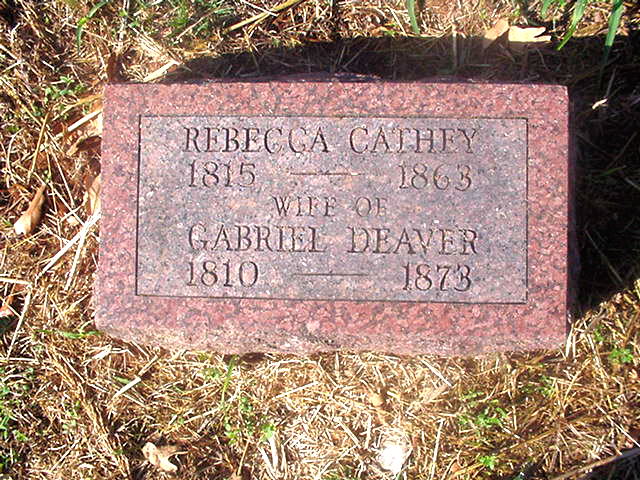 REBECCA CATHEY
1815 — 1863
WIFE OF
GABRIEL DEAVER
1810 — 1873